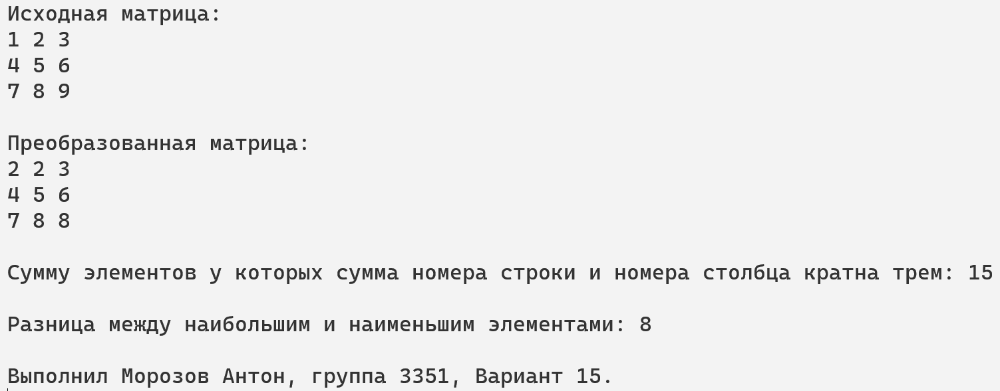 Исходная матрица:
1 2 3
4 5 6
7 8 9
Преобразованная матрица:
2 2 3
4 5 6
7 8 8
Сумму элементов у которых сумма номера строки и номера столбца кратна трем: 15
Разница между наибольшим и наименьшим элементами: 8
Выполнил Морозов Антон, группа 3351, Вариант 15.